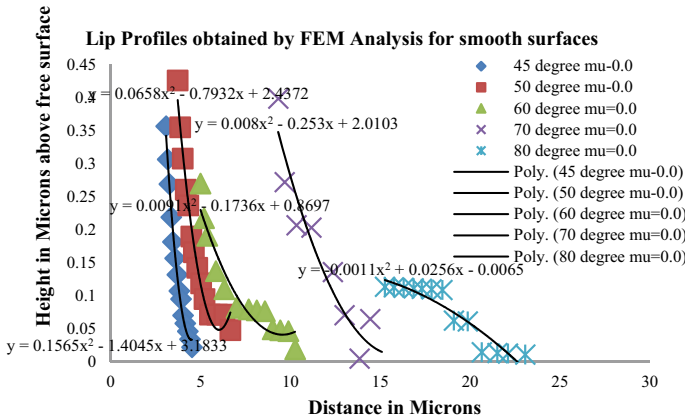 Lip Profiles obtained by FEM Analysis for smooth surfaces
Height in Microns above free surface
0.45
0.4
0.35
0.3
0.25
0.2
0.15
0.1
0.05
0
y = 0.0658x² - 0.7932x + 2.4372
y = 0.008x² - 0.253x + 2.0103
y = 0.0091x² - 0.1736x + 0.8697
y = -0.0011x² + 0.0256x - 0.0065
y = 0.1565x² - 1.4045x + 3.1833
45 degree mu-0.0
50 degree mu-0.0
60 degree mu=0.0
70 degree mu=0.0
80 degree mu=0.0
Poly. (45 degree mu-0.0)
Poly. (50 degree mu-0.0)
Poly. (60 degree mu=0.0)
Poly. (70 degree mu=0.0)
Poly. (80 degree mu=0.0)
0 5 10 15 20 25 30
Distance in Microns